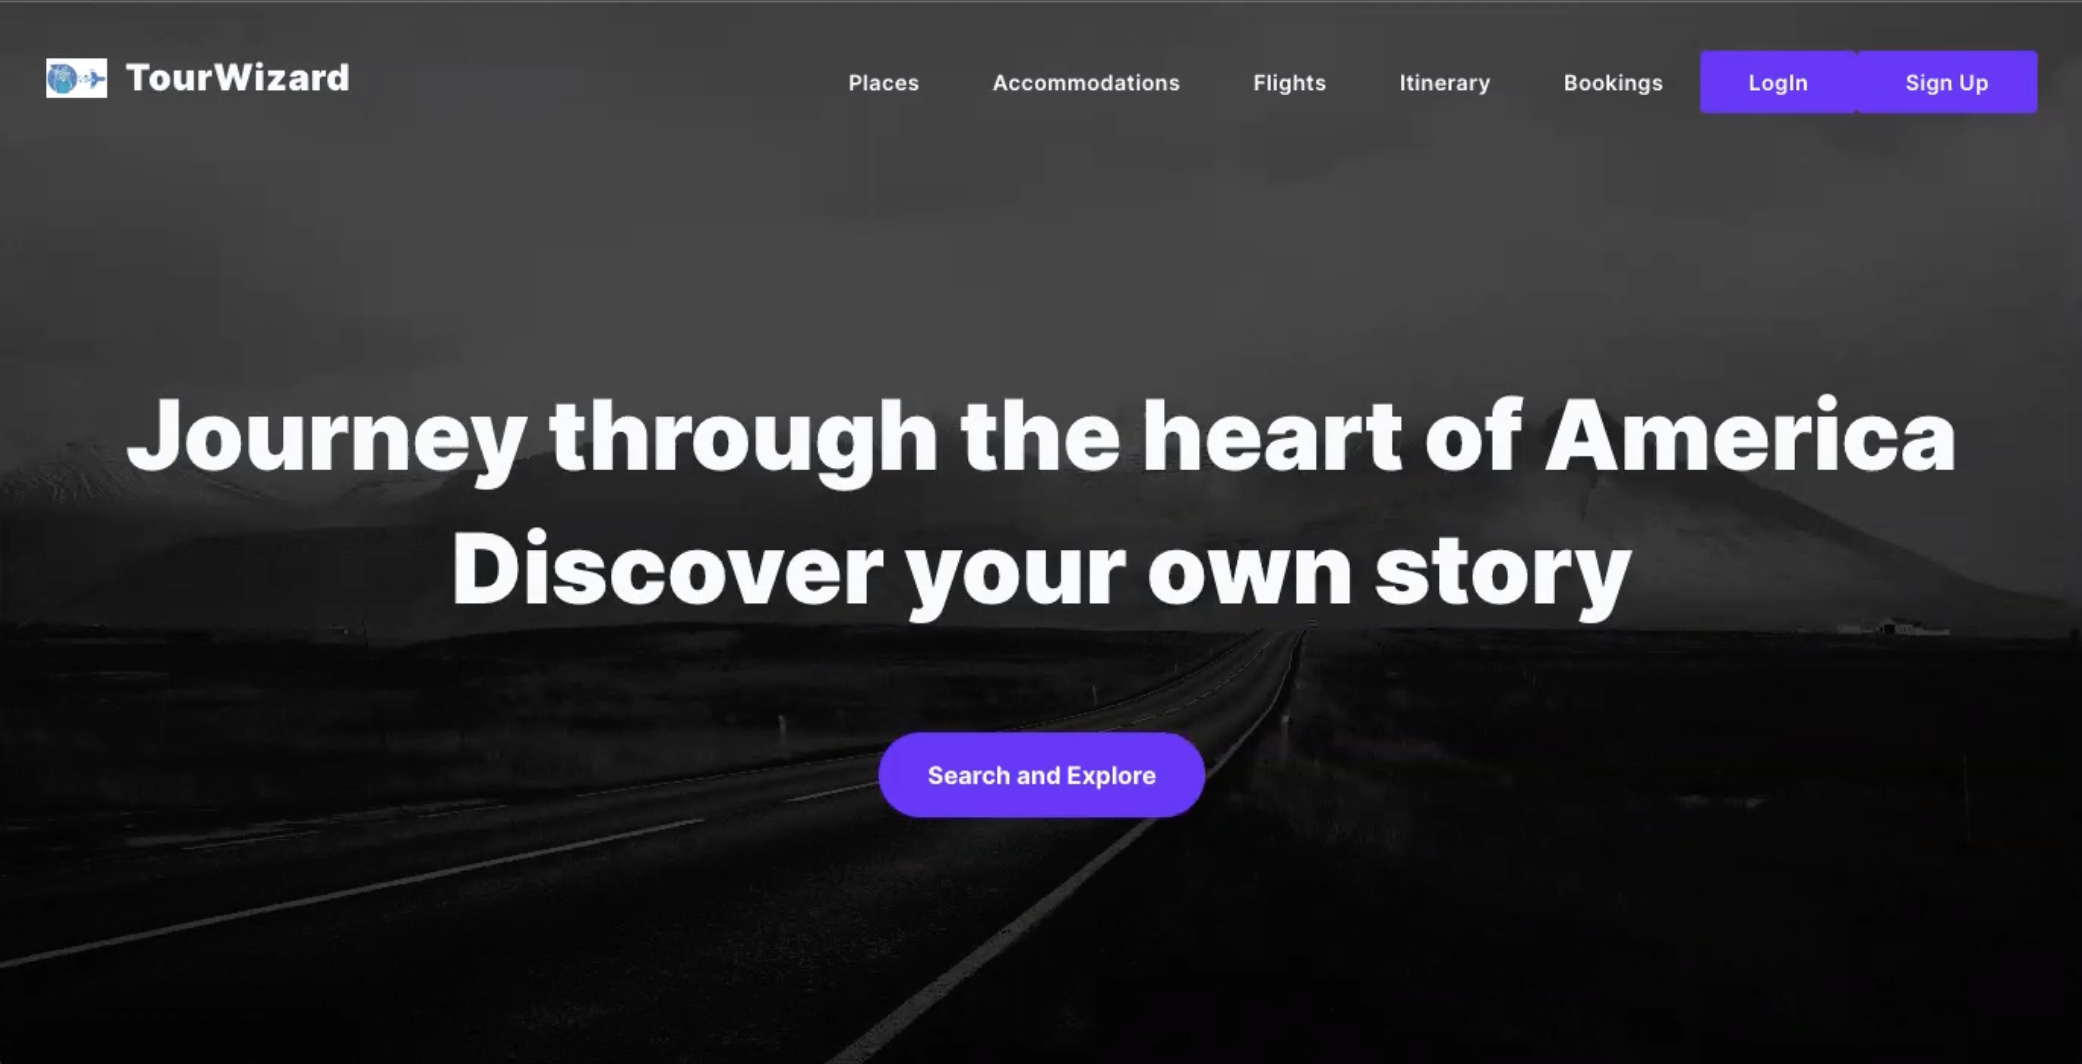 TourWizard
Places Accommodations Flights Itinerary Bookings LogIn Sign Up
Journey through the heart of America
Discover your own story
Search and Explore